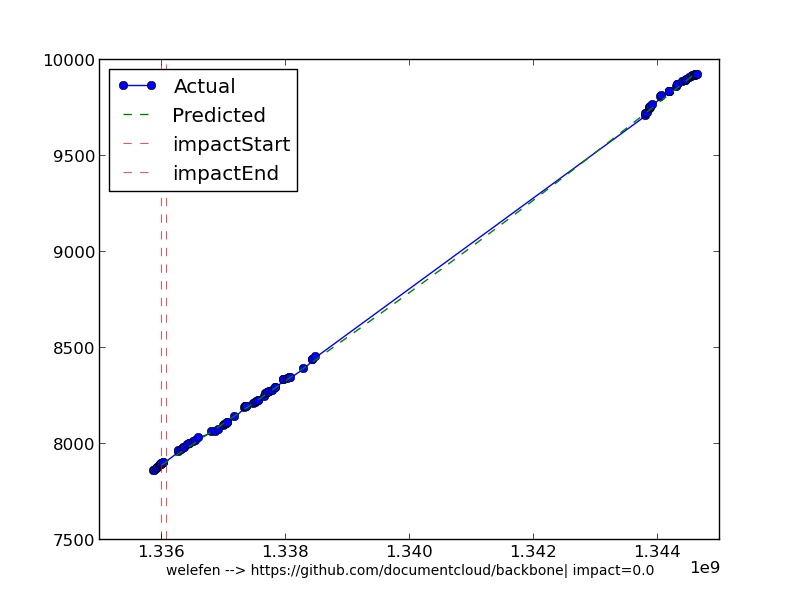 10000
9500
9000
8500
8000
7500
Actual
Predicted
impactStart
impactEnd
1.336 1.338 1.340 1.342 1.344
1e9
welefen --> https://github.com/documentcloud/backbone| impact=0.0